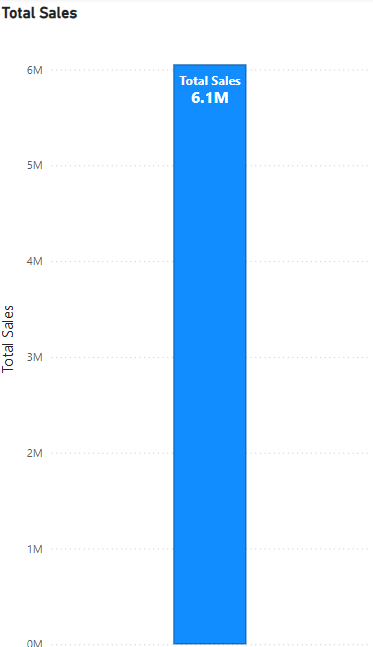 Total Sales
6M
Total Sales
6.1M
5M
4M
Total Sales
3M
2M
1M
0M